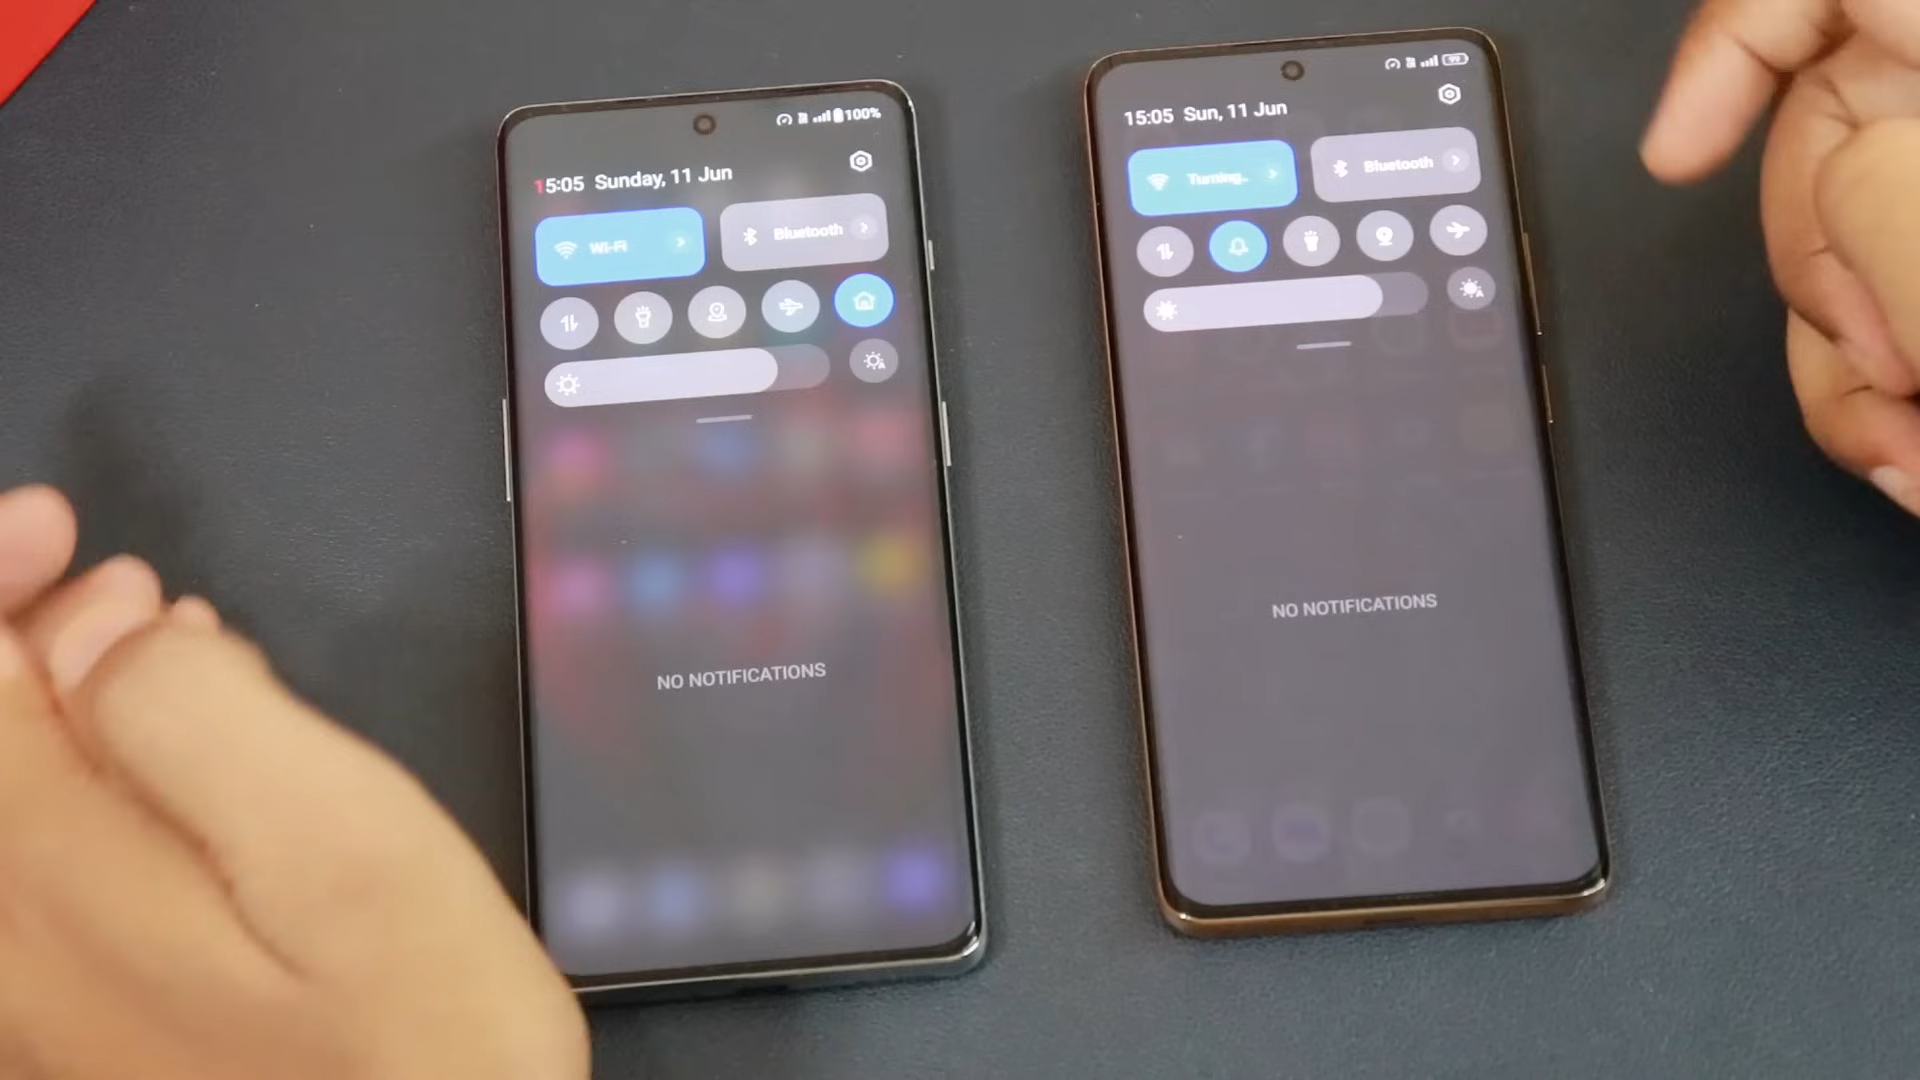 100%
15:05 Sunday, 11 Jun
Wi-Fi
Bluetooth
NO NOTIFICATIONS
99
15:05 Sun, 11 Jun
Turning..
Bluetooth
NO NOTIFICATIONS